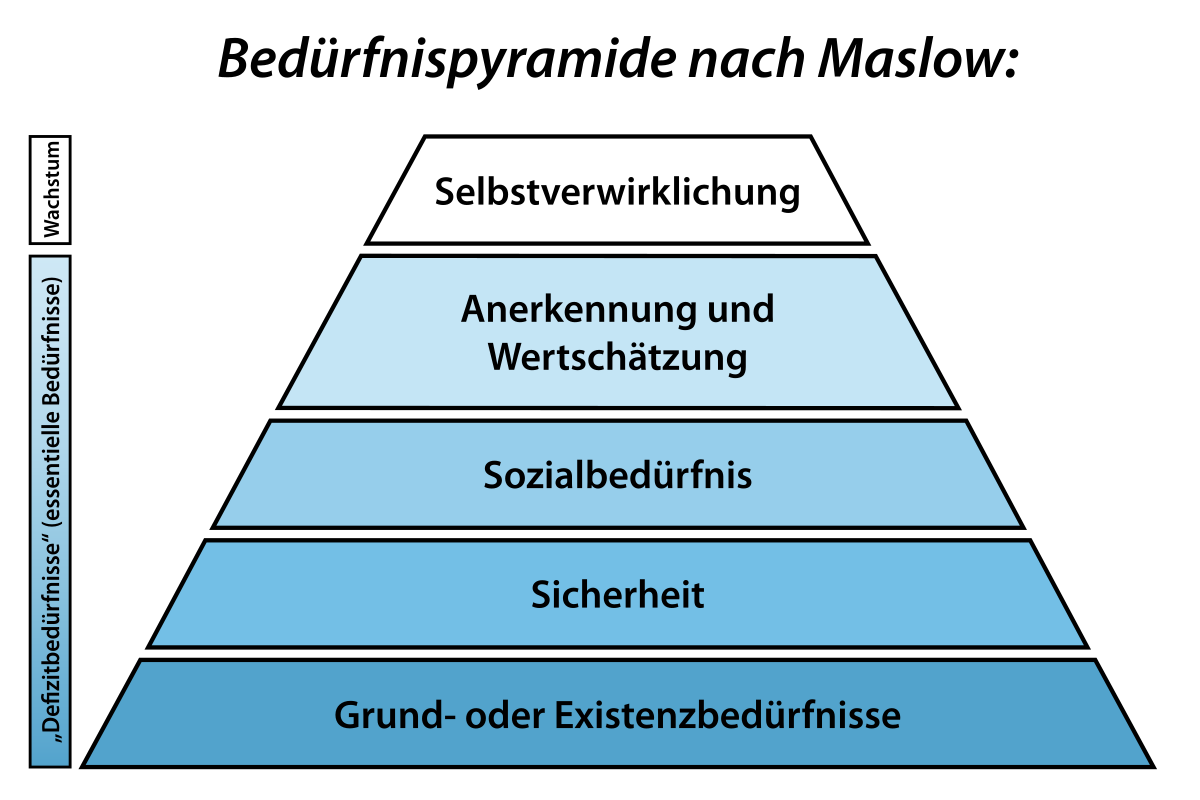 Bedürfnispyramide nach Maslow:
Wachstum
Selbstverwirklichung
„Defizitbedürfnisse“ (essentielle Bedürfnisse)
Anerkennung und
Wertschätzung
Sozialbedürfnis
Sicherheit
Grund- oder Existenzbedürfnisse